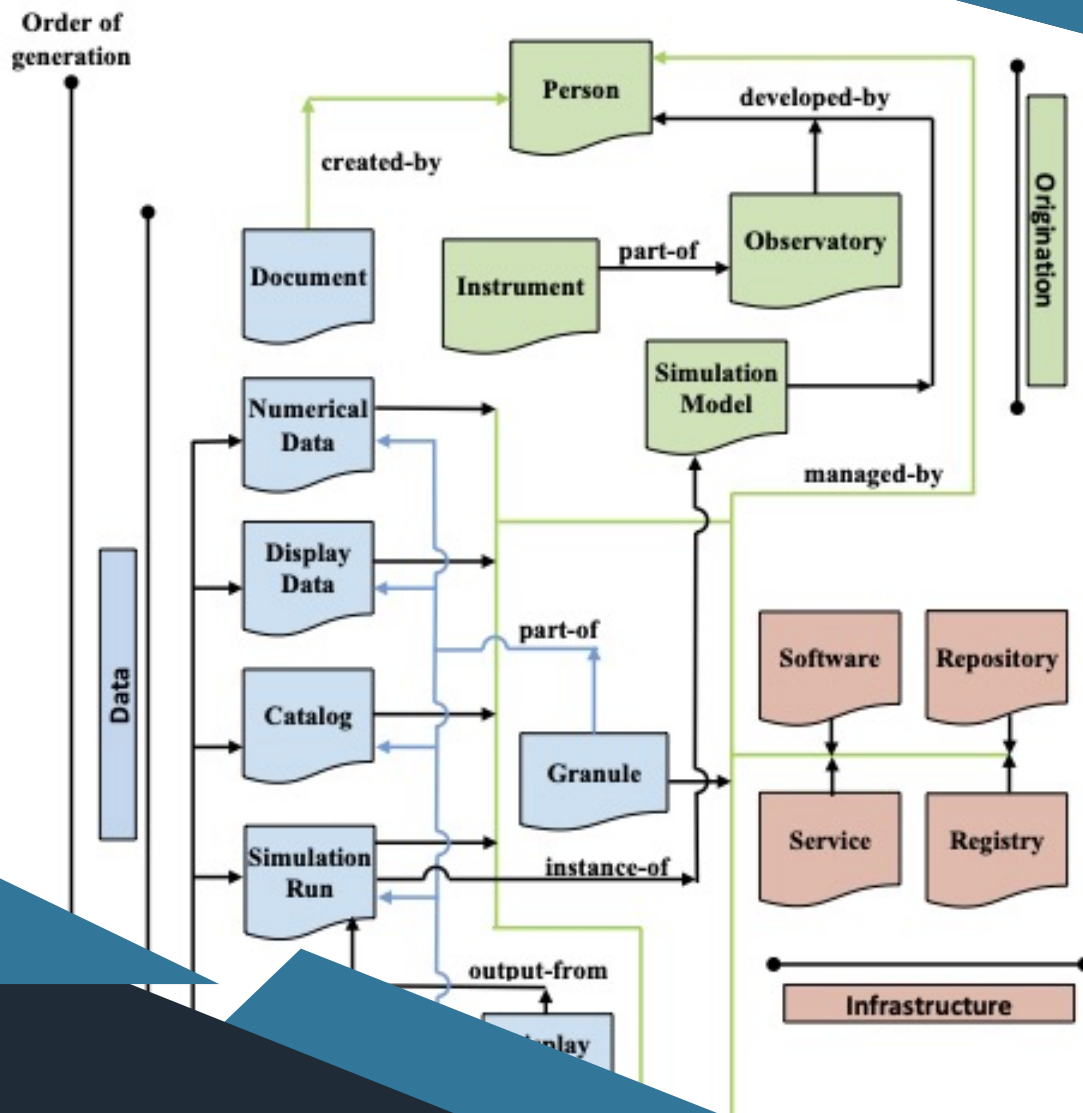 Order of
generation
Person
developed-by
created-by
Origination
Document
Instrument
part-of
Observatory
Simulation
Model
Numerical
Data
managed-by
Display
Data
part-of
Software
Repository
Data
Catalog
Granule
Service
Registry
Simulation
Run
instance-of
output-from
Infrastructure